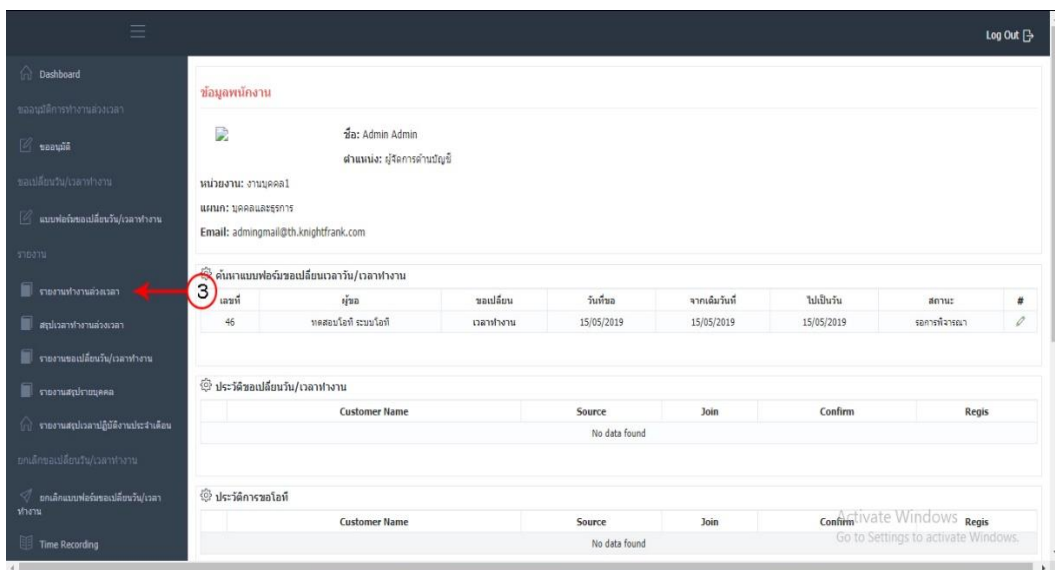 Log Out
Dashboard
ขออนุมัติการทำงานล่วงเวลา
ขออนุมัติ
ขอเปลี่ยนวัน/เวลาทำงาน
แบบฟอร์มขอเปลี่ยนวัน/เวลาทำงาน
รายงาน
รายงานทำงานล่วงเวลา
สรุปเวลาทำงานล่วงเวลา
รายงานขอเปลี่ยนวัน/เวลาทำงาน
รายงานสรุปรายบุคคล
รายงานสรุปเวลาปฏิบัติงานประจำเดือน
ยกเลิกขอเปลี่ยนวัน/เวลาทำงาน
ยกเลิกแบบฟอร์มขอเปลี่ยนวัน/เวลา
ทำงาน
Time Recording
3
ข้อมูลพนักงาน
ชื่อ: Admin Admin
ตำแหน่ง: ผู้จัดการด้านบัญชี
หน่วยงาน: งานบุคคล1
แผนก: บุคคลและธุรการ
Email: admingmail@th.knightfrank.com
ค้นหาแบบฟอร์มขอเปลี่ยนเวลาวัน/เวลาทำงาน
เลขที่ ผู้ขอ ขอเปลี่ยน วันที่ขอ จากเดิมวันที่ ไปเป็นวัน สถานะ #
46 ทดสอบโอที ระบบโอที เวลาทำงาน 15/05/2019 15/05/2019 15/05/2019 รอการพิจารณา
ประวัติขอเปลี่ยนวัน/เวลาทำงาน
Customer Name Source Join Confirm Regis
No data found
ประวัติการขอโอที
Customer Name Source Join Confirm Regis
No data found
Activate Windows
Go to Settings to activate Windows.